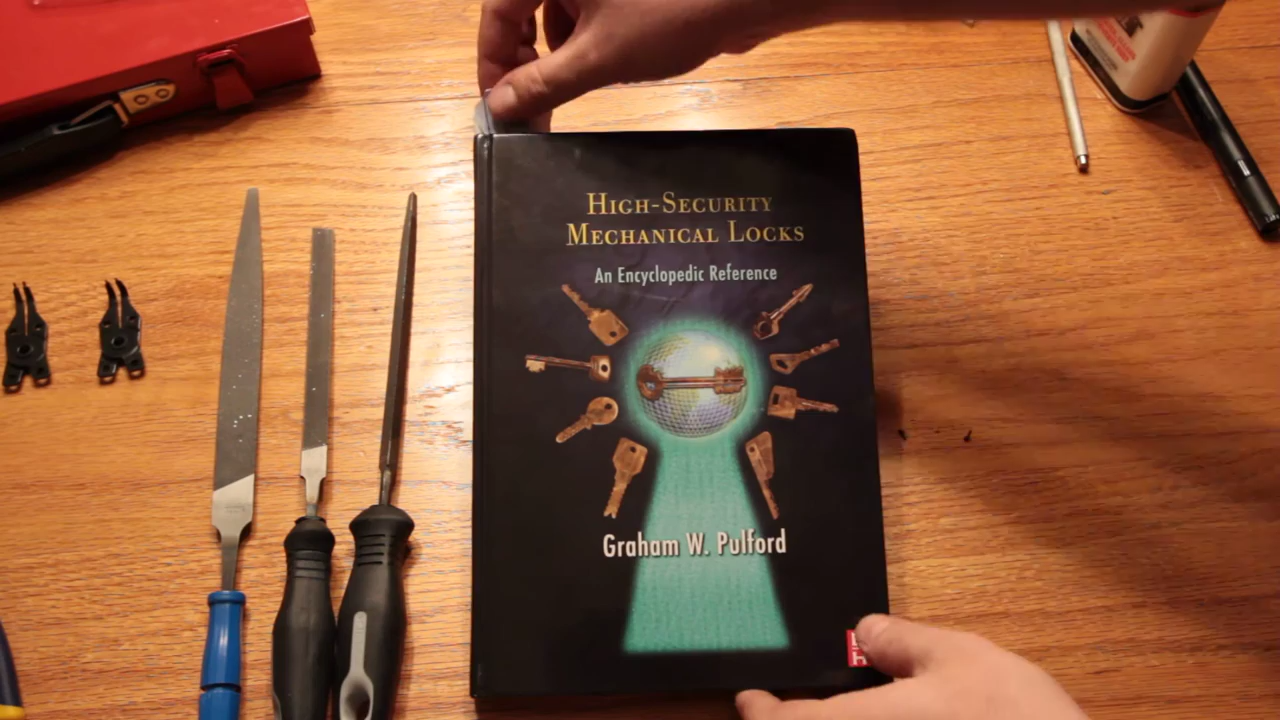 HIGH-SECURITY
MECHANICAL LOCKS
An Encyclopedic Reference
Graham W. Pulford